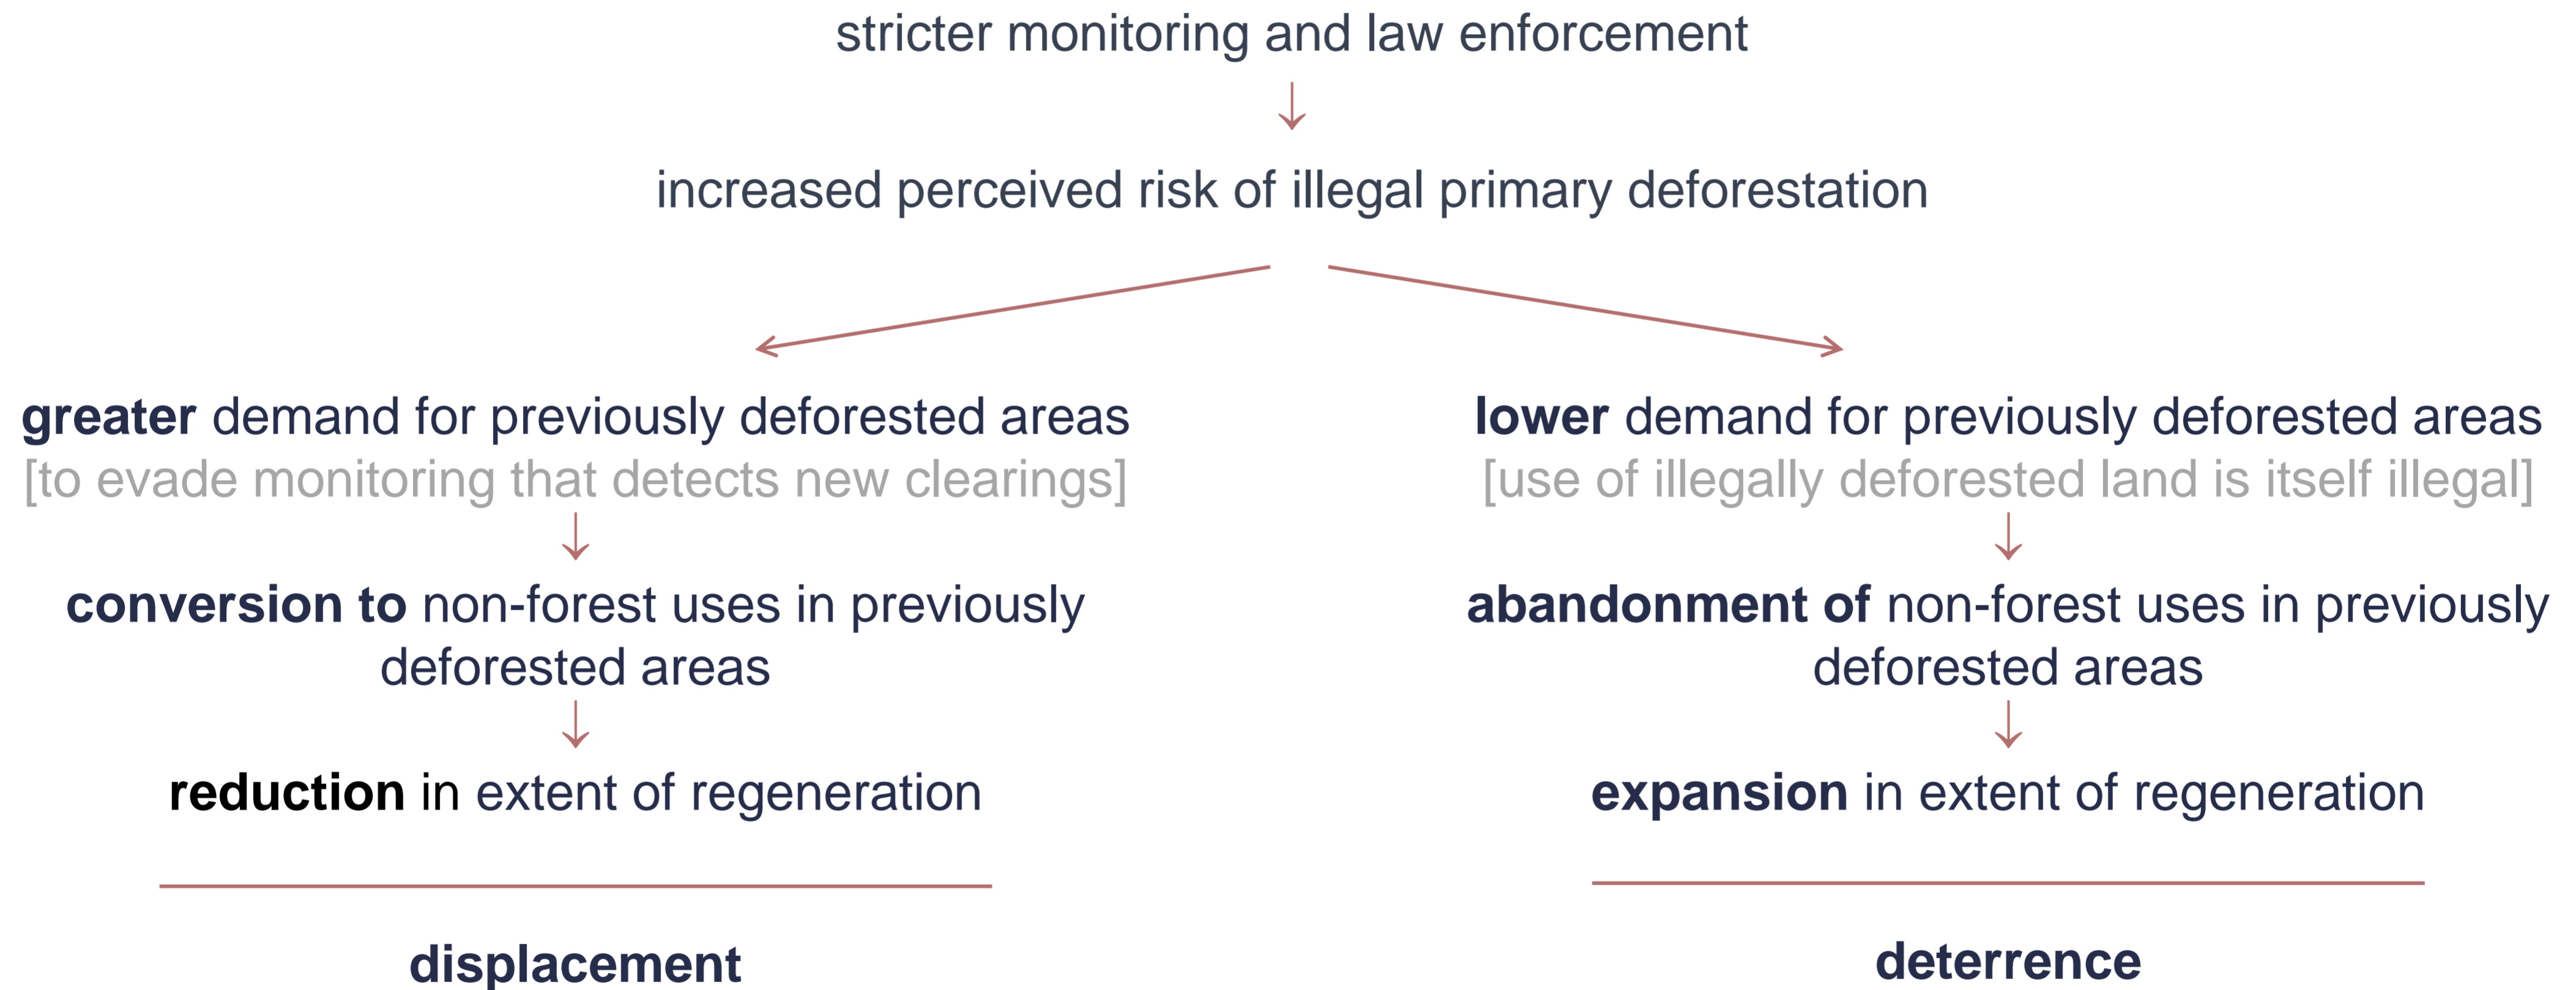 stricter monitoring and law enforcement
increased perceived risk of illegal primary deforestation
greater demand for previously deforested areas
[to evade monitoring that detects new clearings]
conversion to non-forest uses in previously
deforested areas
reduction in extent of regeneration
displacement
lower demand for previously deforested areas
[use of illegally deforested land is itself illegal]
abandonment of non-forest uses in previously
deforested areas
expansion in extent of regeneration
deterrence